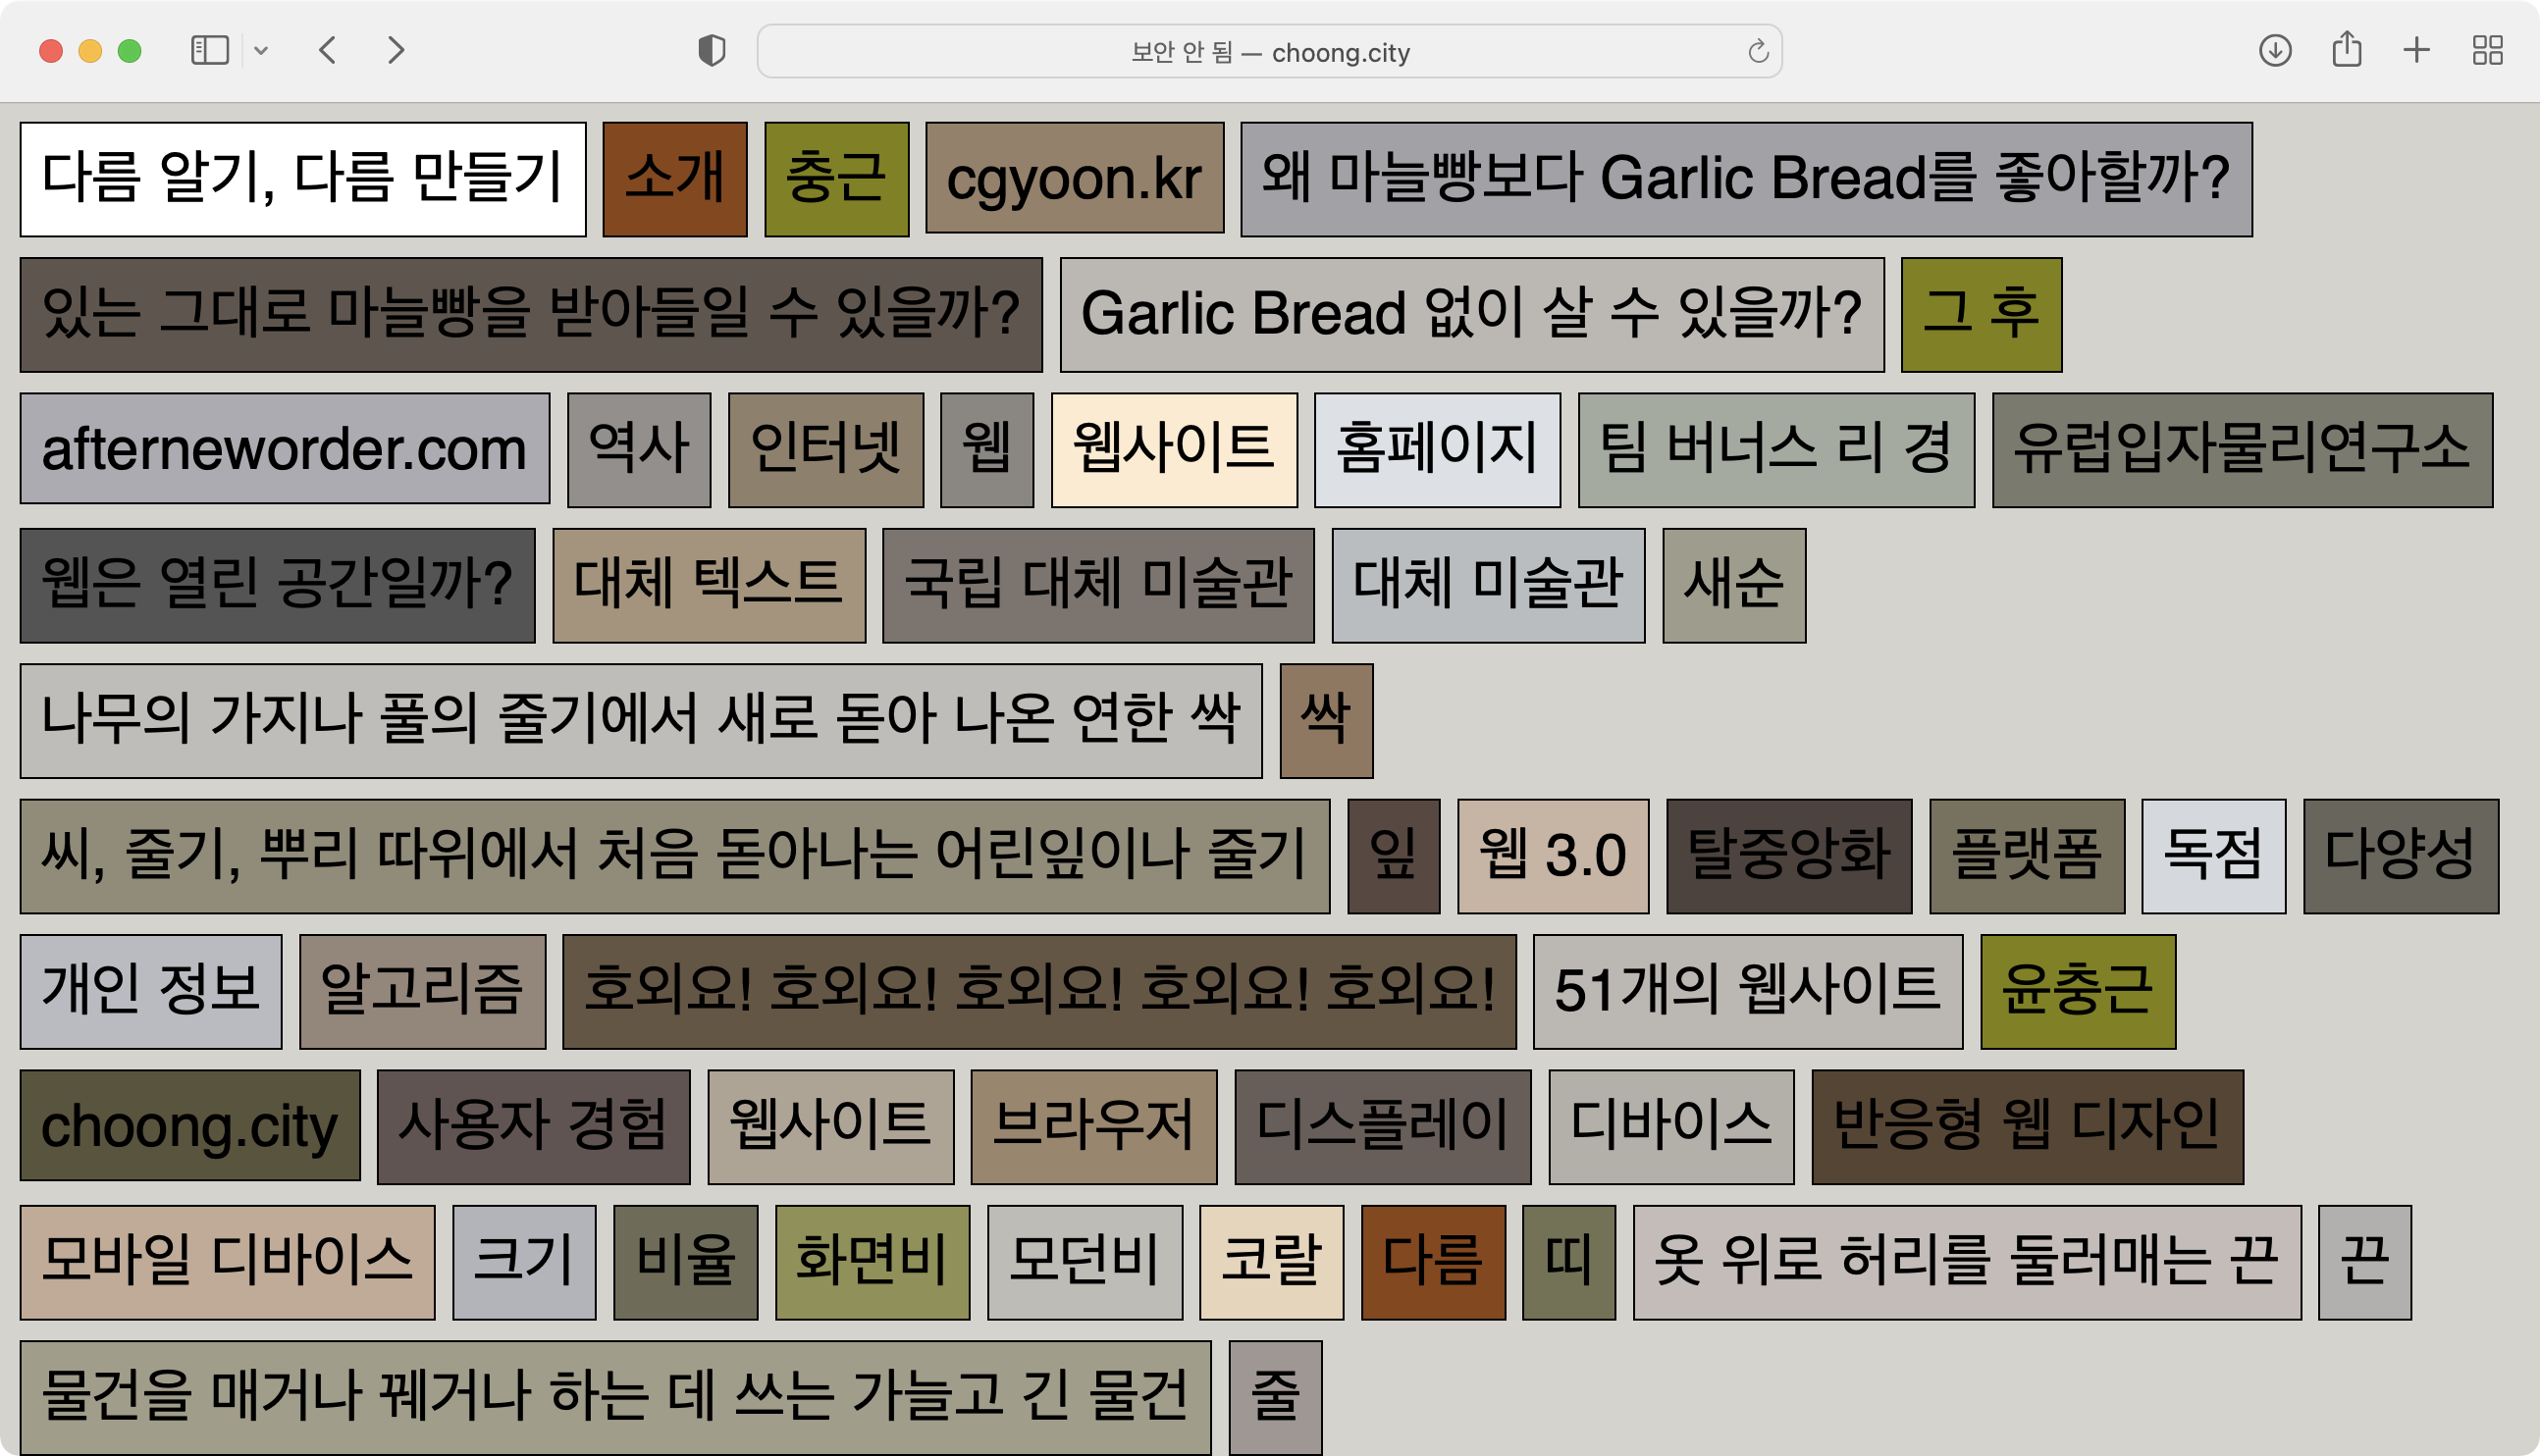 보안 안 됨 — choong.city
다름 알기, 다름 만들기 소개 충근 cgyoon.kr 왜 마늘빵보다 Garlic Bread를 좋아할까?
있는 그대로 마늘빵을 받아들일 수 있을까? Garlic Bread 없이 살 수 있을까? 그 후
afterneworder.com 역사 인터넷 웹 웹사이트 홈페이지 팀 버너스 리 경 유럽입자물리연구소
웹은 열린 공간일까? 대체 텍스트 국립 대체 미술관 대체 미술관 새순
나무의 가지나 풀의 줄기에서 새로 돋아 나온 연한 싹 싹
씨, 줄기, 뿌리 따위에서 처음 돋아나는 어린잎이나 줄기 잎 웹 3.0 탈중앙화 플랫폼 독점 다양성
개인 정보 알고리즘 호외요! 호외요! 호외요! 호외요! 호외요! 51개의 웹사이트 윤충근
choong.city 사용자 경험 웹사이트 브라우저 디스플레이 디바이스 반응형 웹 디자인
모바일 디바이스 크기 비율 화면비 모던비 코랄 다름 띠 옷 위로 허리를 둘러매는 끈 끈
물건을 매거나 꿰거나 하는 데 쓰는 가늘고 긴 물건 줄